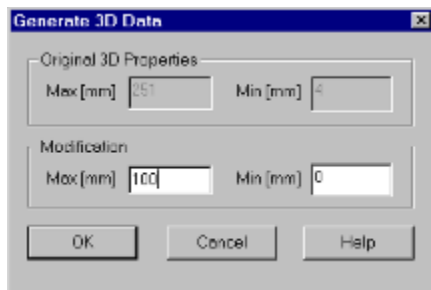 Generate 3D Data
Original 3D Properties
Max [mm] 251 Min [mm] 4
Modification
Max [mm] 100 Min [mm] 0
OK Cancel Help